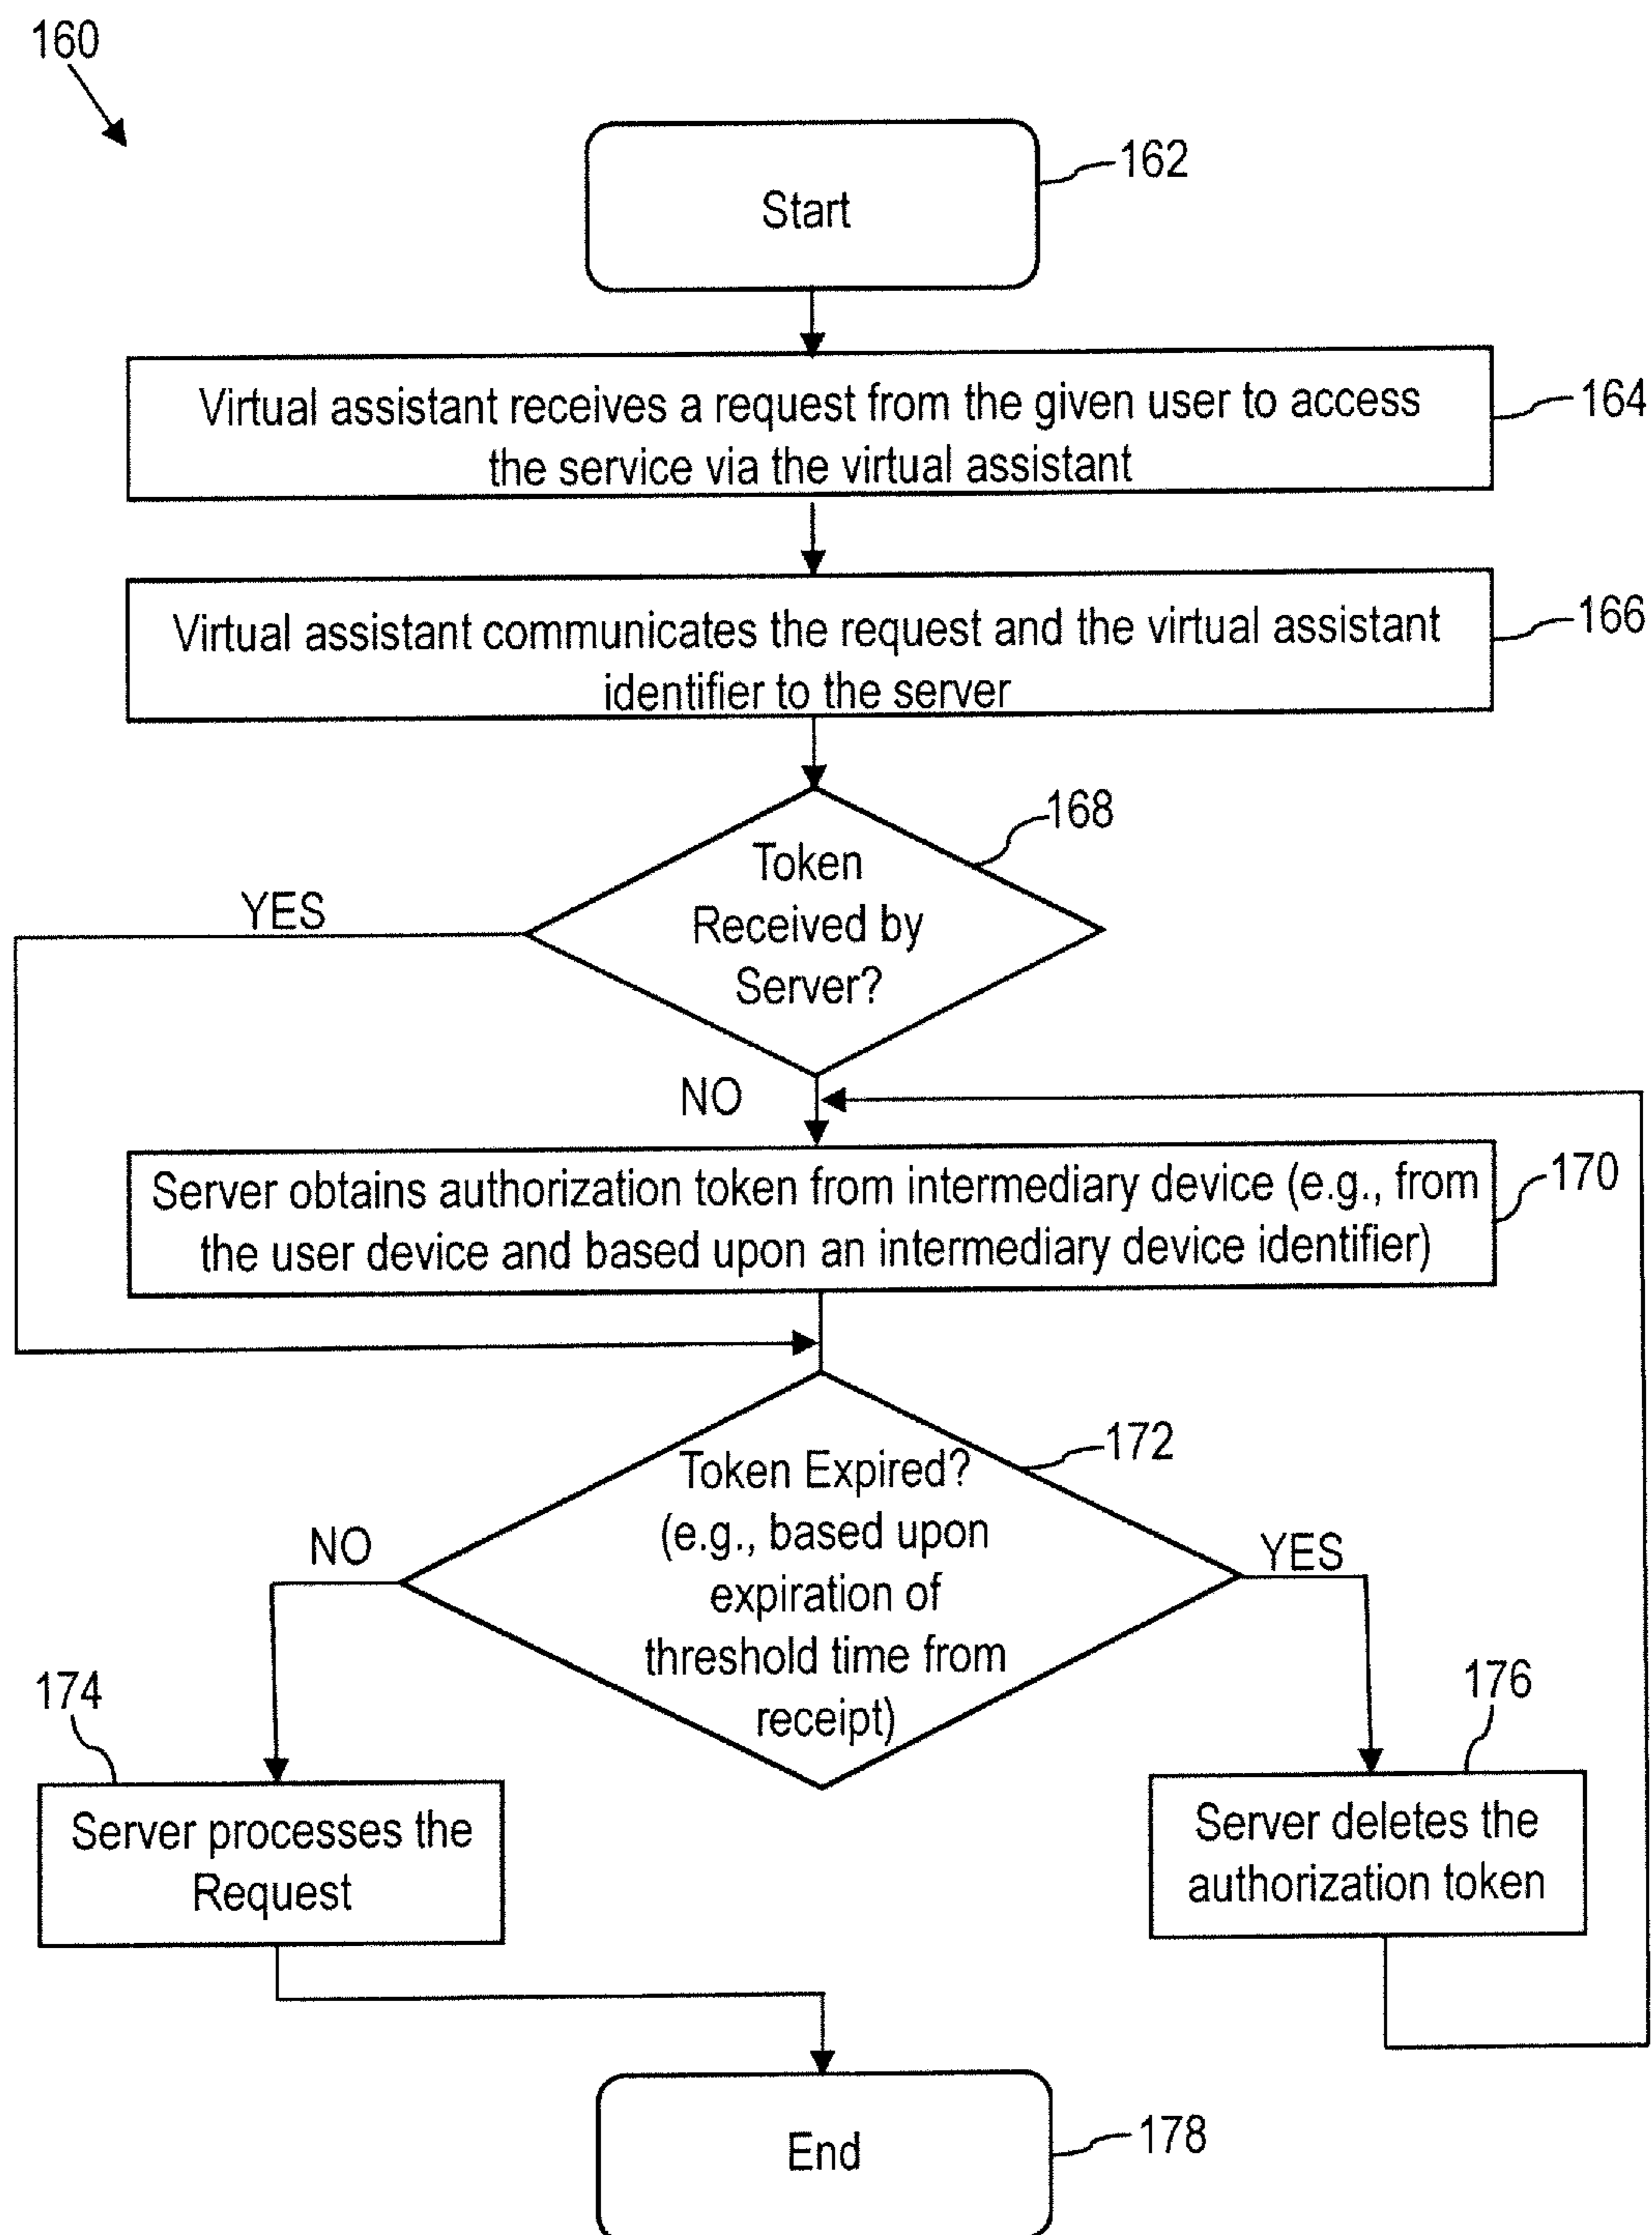 160
Start
162
Virtual assistant receives a request from the given user to access
the service via the virtual assistant
164
Virtual assistant communicates the request and the virtual assistant
identifier to the server
166
168
Token
Received by
Server?
YES
NO
Server obtains authorization token from intermediary device (e.g., from
the user device and based upon an intermediary device identifier)
170
172
Token Expired?
(e.g., based upon
expiration of
threshold time from
receipt)
NO
YES
174
Server processes the
Request
176
Server deletes the
authorization token
End
178